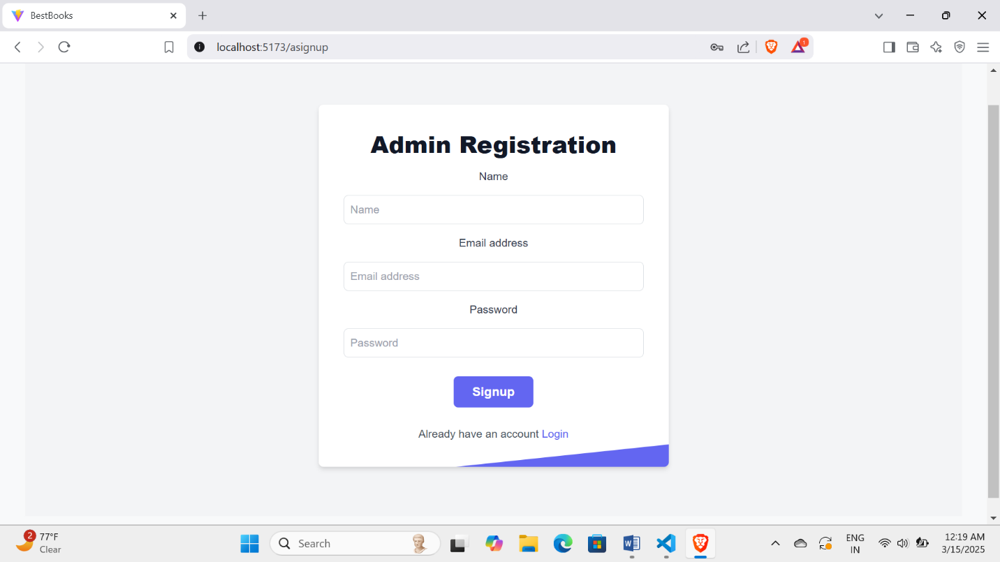 BestBooks
localhost:5173/asignup
1
Admin Registration
Name
Name
Email address
Email address
Password
Password
Signup
Already have an account Login
2
77°F
Clear
Search
W
ENG
IN
12:19 AM
3/15/2025